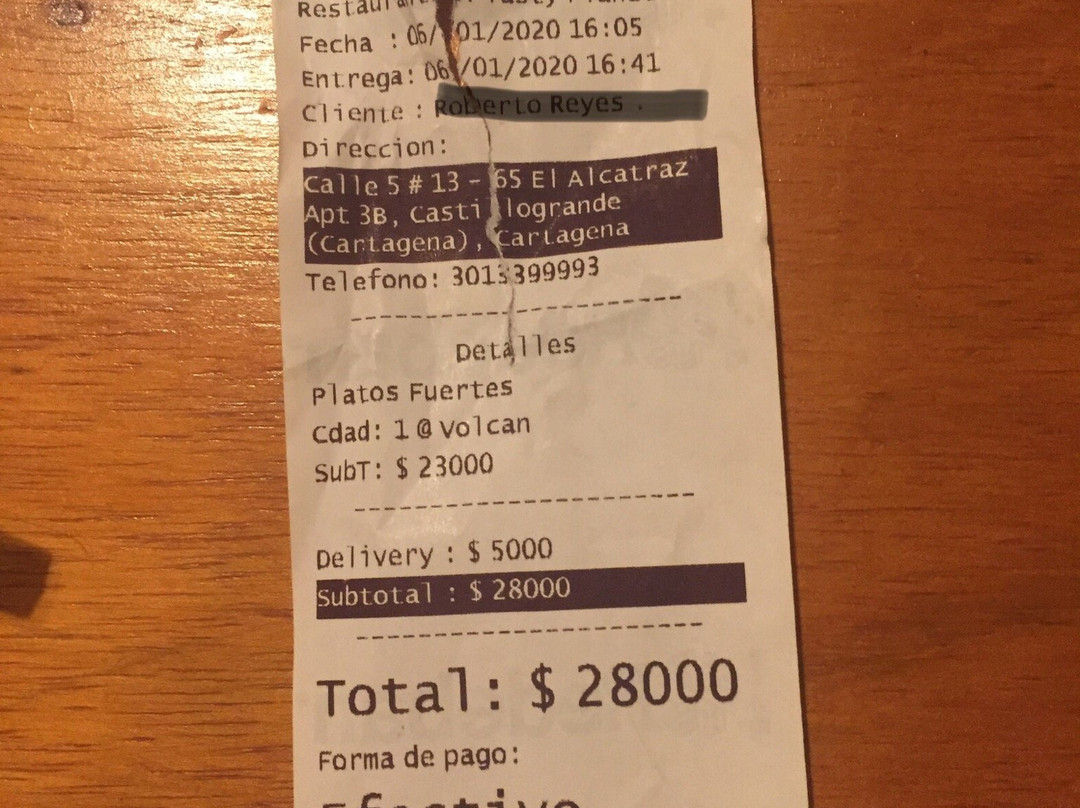 Fecha : 06/01/2020 16:05
Entrega: 06/01/2020 16:41
Cliente : Roberto Reyes .
Direccion:
Calle 5 # 13 - 65 El Alcatraz
Apt 3B, Castillogrande
(Cartagena), Cartagena
Telefono: 3013399993
Detalles
Platos Fuertes
Cdad: 1 @ Volcan
SubT: $ 23000
Delivery : $ 5000
Subtotal : $ 28000
Total: $ 28000
Forma de pago:
Efectivo